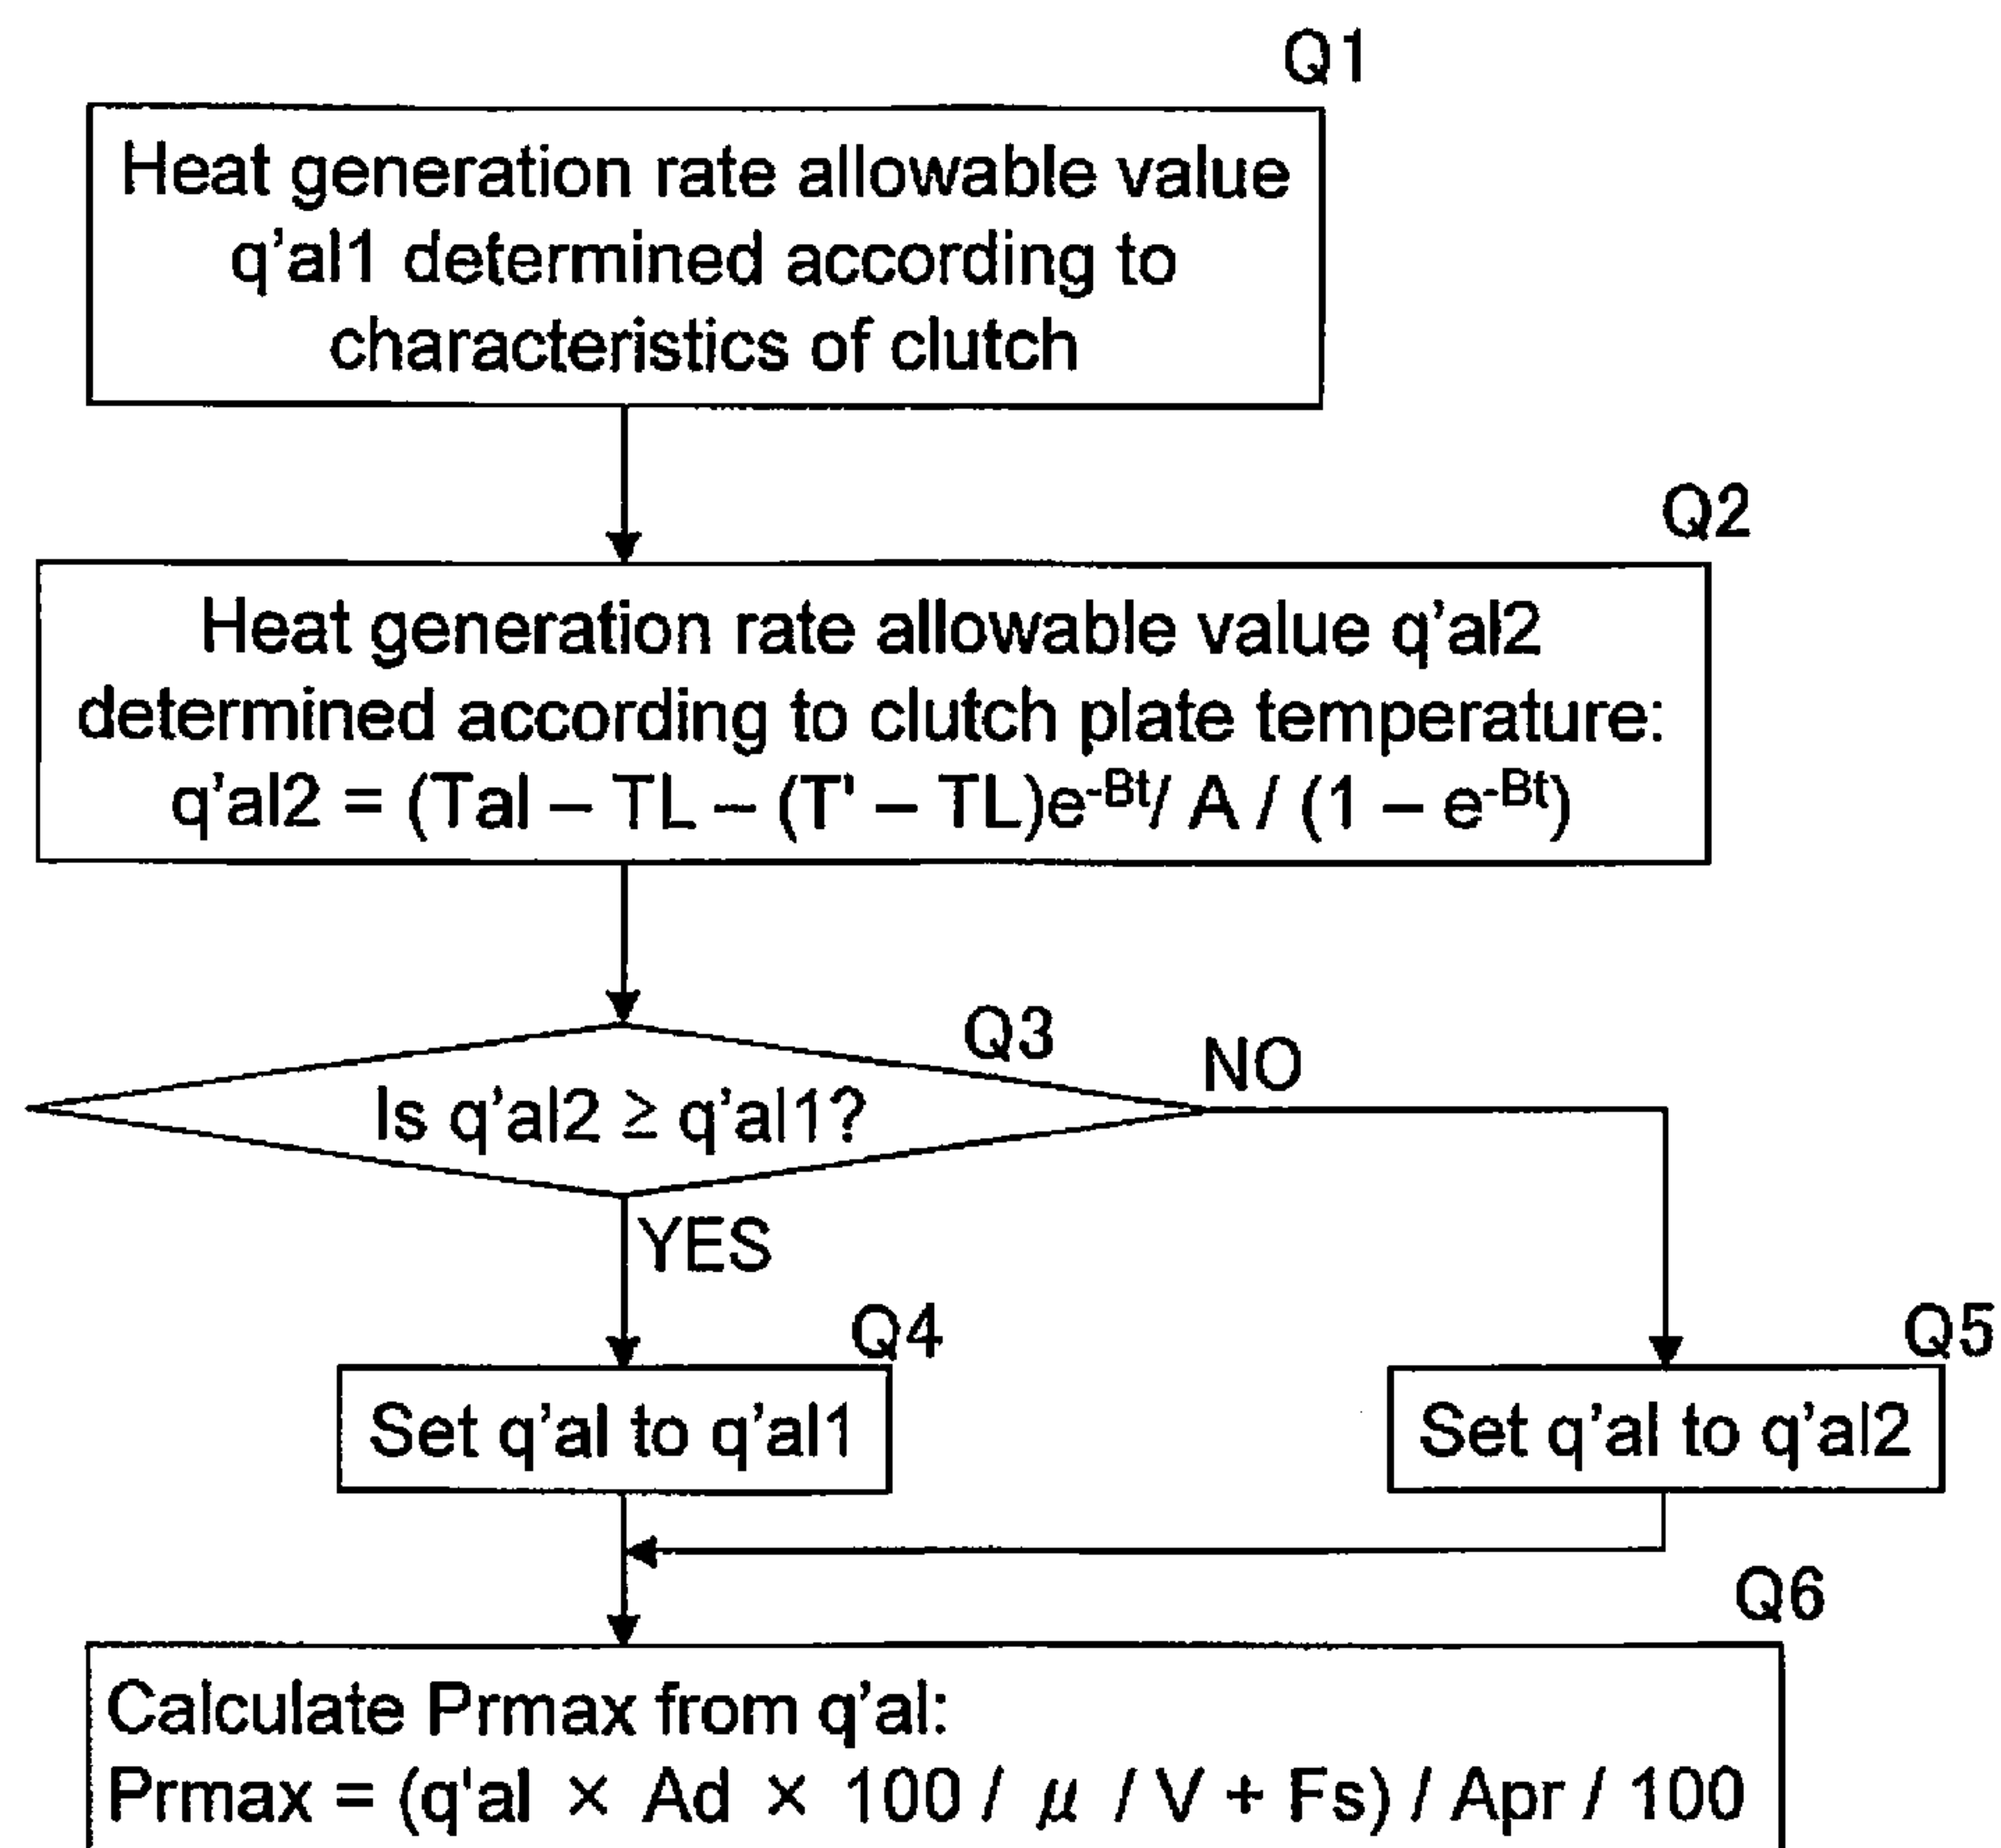 Q1
Heat generation rate allowable value
q'al1 determined according to
characteristics of clutch
Q2
Heat generation rate allowable value q'al2
determined according to clutch plate temperature:
q'al2 = (Tal – TL – (T' – TL)e-Bt/ A / (1 – e-Bt)
Q3
Is q'al2 ≥ q'al1?
NO
YES
Q4
Set q'al to q'al1
Q5
Set q'al to q'al2
Q6
Calculate Prmax from q'al:
Prmax = (q'al × Ad × 100 / μ / V + Fs) / Apr / 100